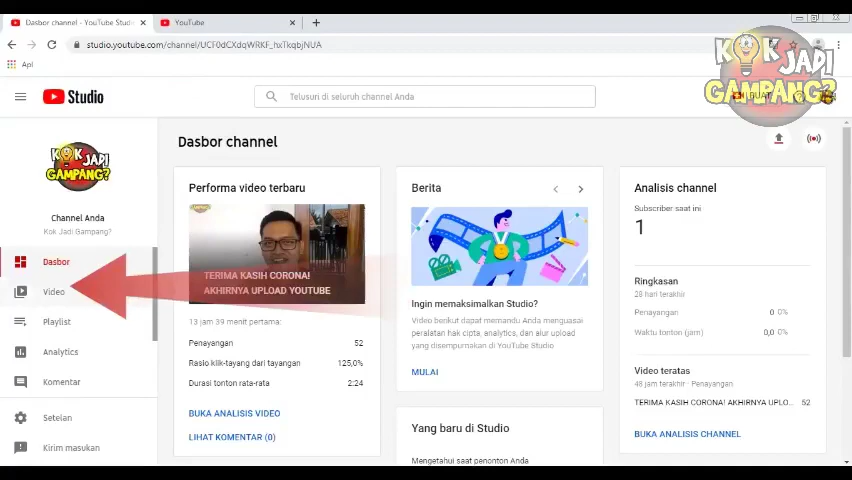 Dasbor channel - YouTube Studi
YouTube
studio.youtube.com/channel/UCF0dCXdqWRKF_hxTkqbjNUA
Apl
KOK JADI
GAMPANG?
Studio
Telusuri di seluruh channel Anda
BUAT
KOK JADI
GAMPANG?
Channel Anda
Kok Jadi Gampang?
Dasbor
Video
Playlist
Analytics
Komentar
Setelan
Kirim masukan
Dasbor channel
Performa video terbaru
TERIMA KASIH CORONA!
AKHIRNYA UPLOAD YOUTUBE
13 jam 39 menit pertama:
Penayangan 52
Rasio klik-tayang dari tayangan 125,0%
Durasi tonton rata-rata 2:24
BUKA ANALISIS VIDEO
LIHAT KOMENTAR (0)
Berita
Ingin memaksimalkan Studio?
Video berikut dapat memandu Anda menguasai
peralatan hak cipta, analytics, dan alur upload
yang disempurnakan di YouTube Studio
MULAI
Yang baru di Studio
Mengetahui saat penonton Anda
Analisis channel
Subscriber saat ini
1
Ringkasan
28 hari terakhir
Penayangan 0 0%
Waktu tonton (jam) 0,0 0%
Video teratas
48 jam terakhir · Penayangan
TERIMA KASIH CORONA! AKHIRNYA UPLO... 52
BUKA ANALISIS CHANNEL